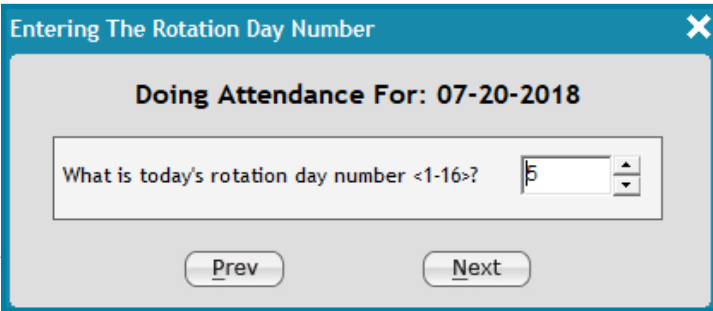 Entering The Rotation Day Number
Doing Attendance For: 07-20-2018
What is today's rotation day number <1-16>? 5
Prev Next